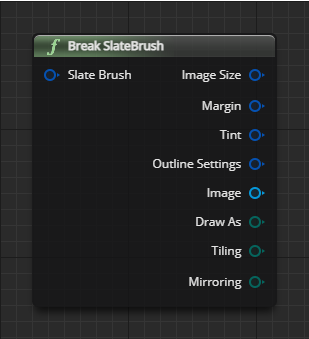 f Break SlateBrush
Slate Brush Image Size
Margin
Tint
Outline Settings
Image
Draw As
Tiling
Mirroring